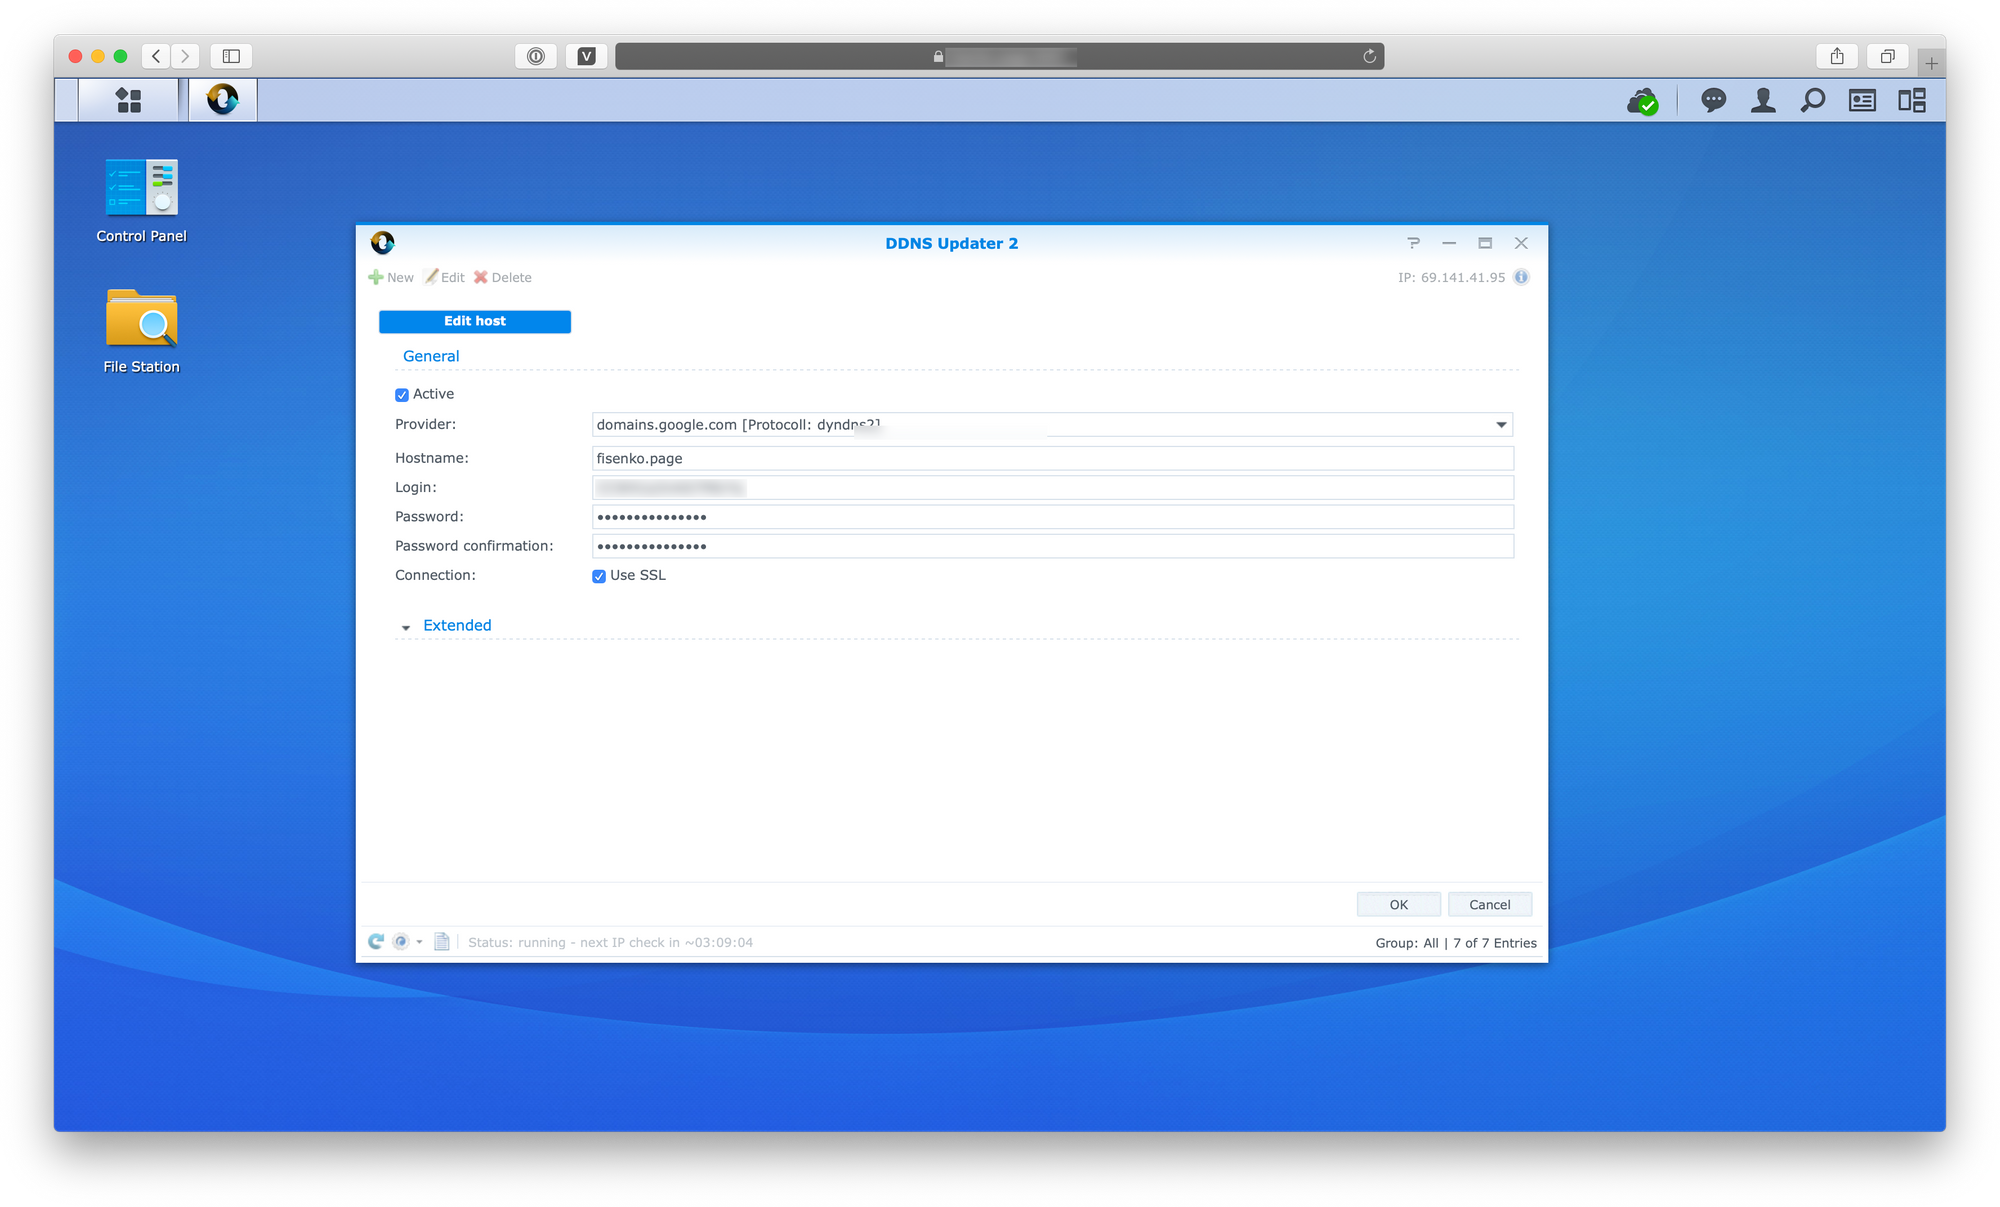 V
Control Panel
File Station
DDNS Updater 2
New Edit Delete
IP: 69.141.41.95
Edit host
General
Active
Provider: domains.google.com [Protocoll: dyndns2]
Hostname: fisenko.page
Login:
Password: •••••••••••••••
Password confirmation: •••••••••••••••
Connection: Use SSL
Extended
OK Cancel
Status: running - next IP check in ~03:09:04
Group: All | 7 of 7 Entries